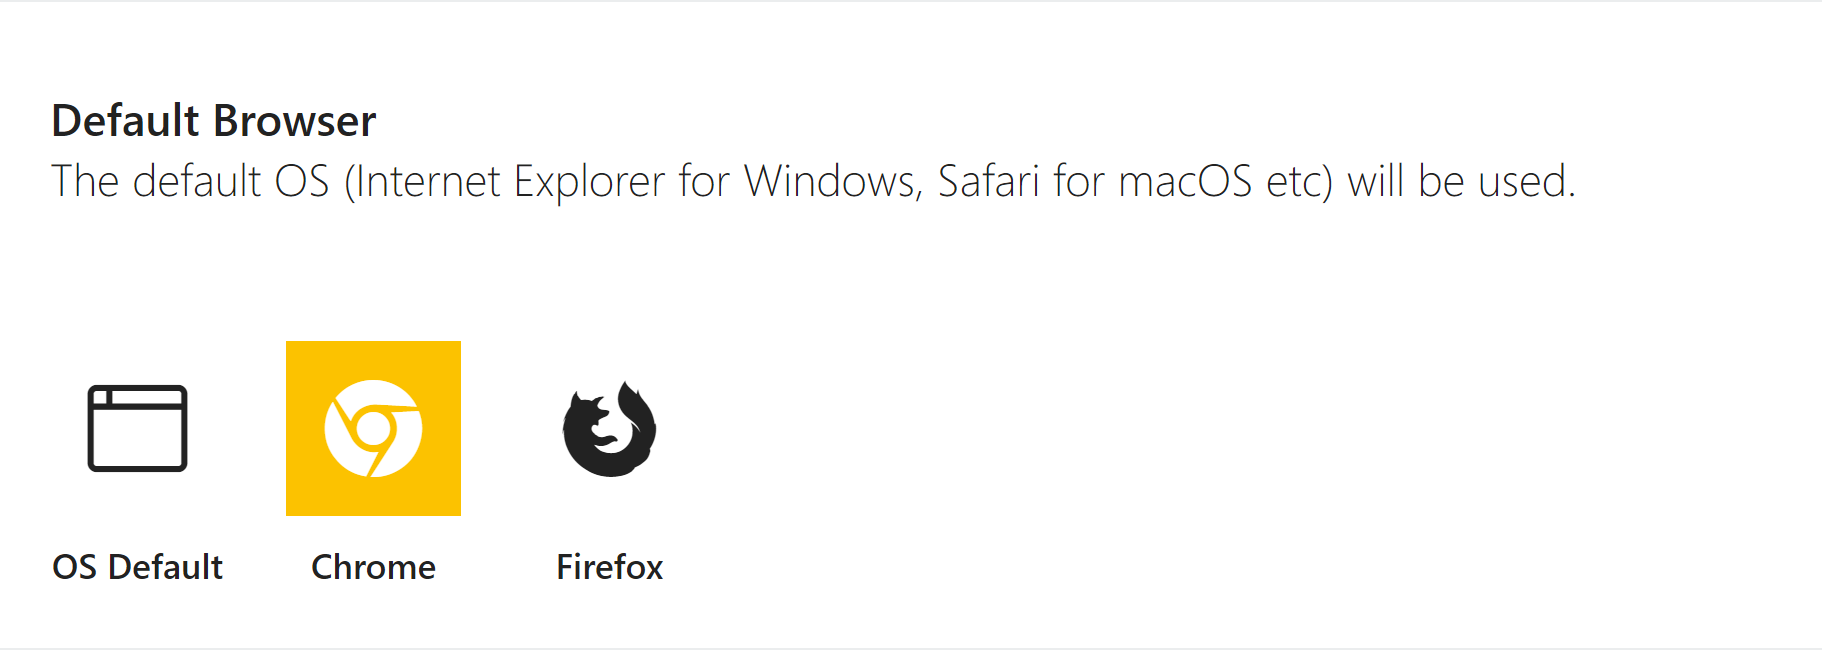 Default Browser
The default OS (Internet Explorer for Windows, Safari for macOS etc) will be used.
OS Default
Chrome
Firefox